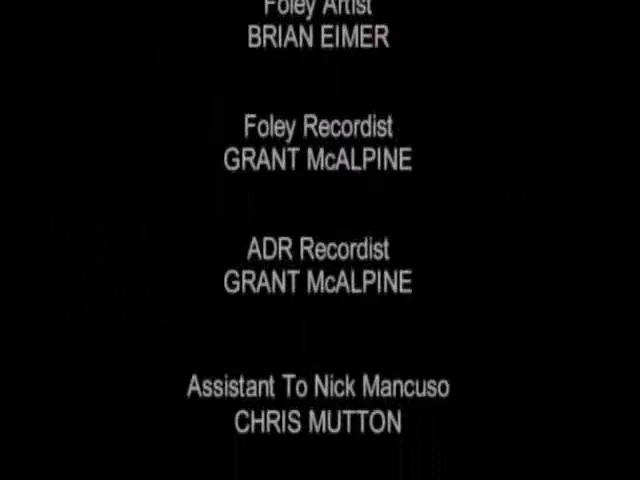 Foley Artist
BRIAN EIMER
Foley Recordist
GRANT McALPINE
ADR Recordist
GRANT McALPINE
Assistant To Nick Mancuso
CHRIS MUTTON